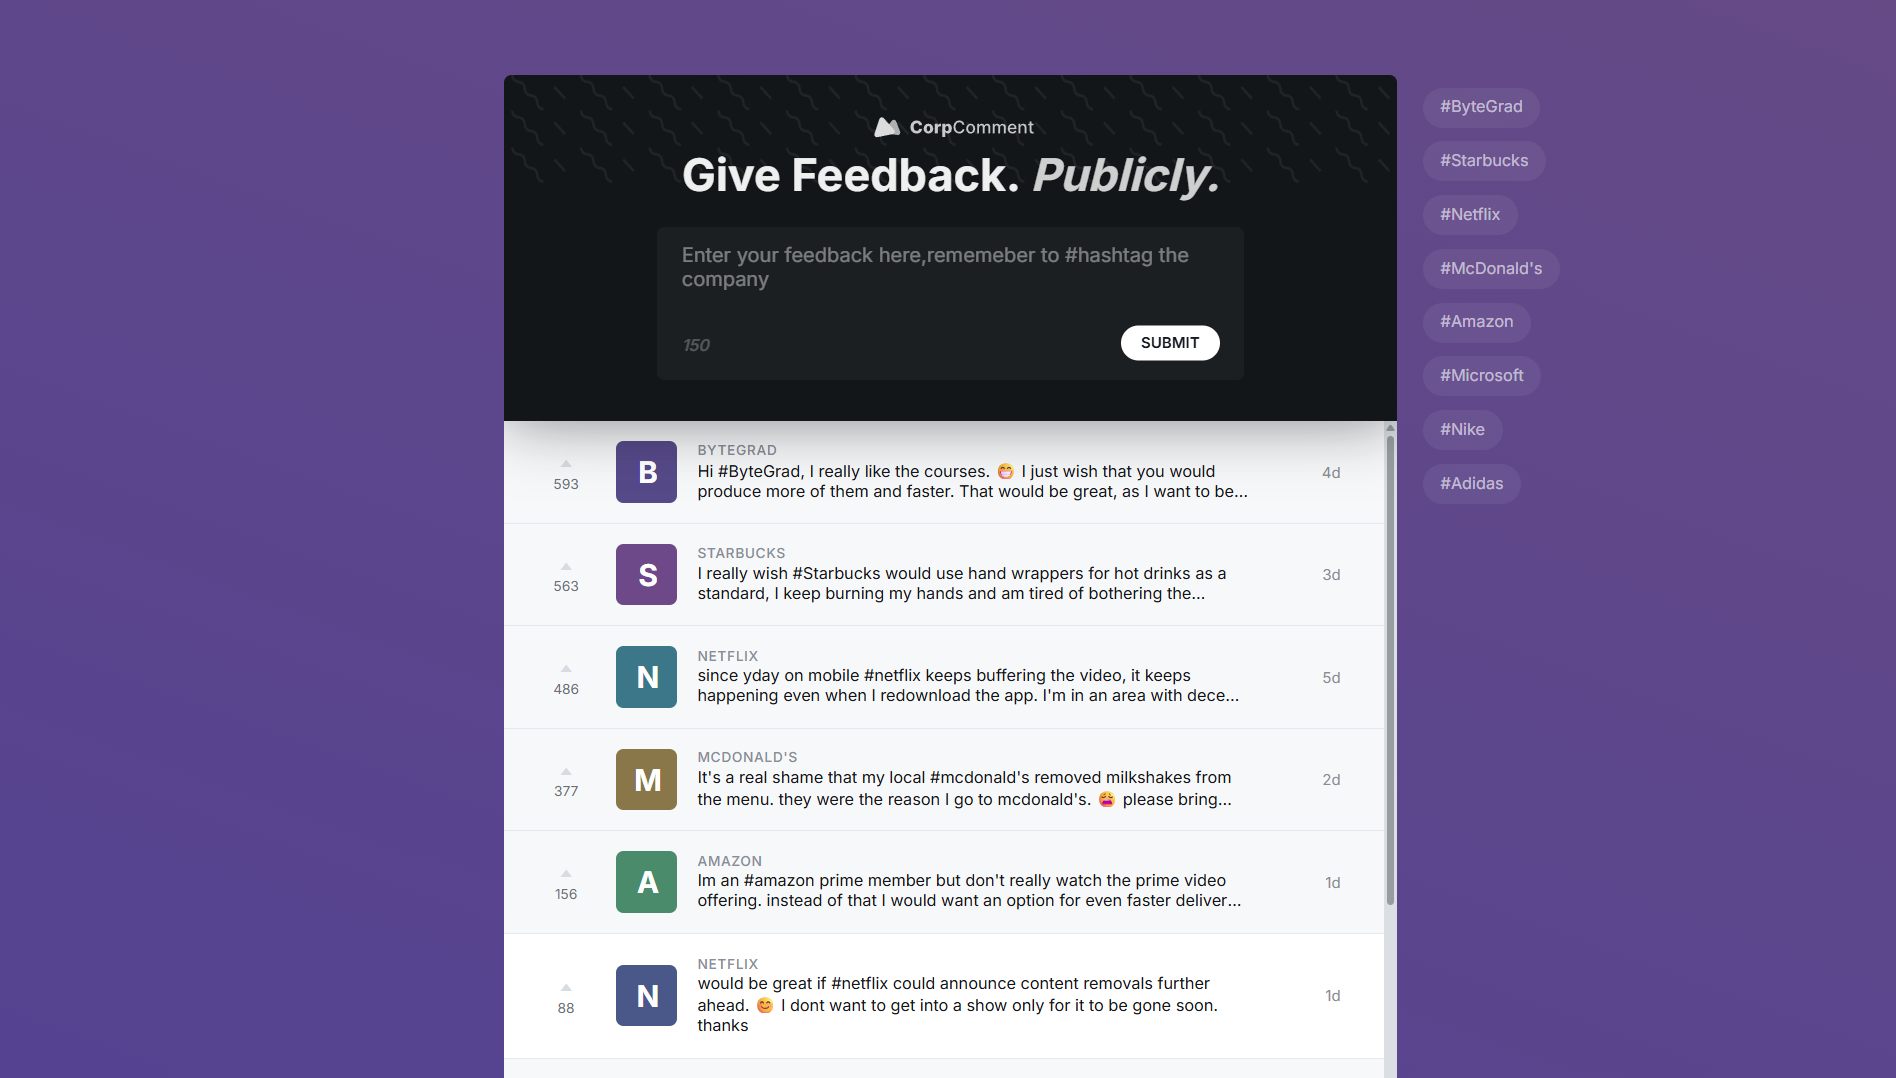 CorpComment
Give Feedback. Publicly.
Enter your feedback here,rememeber to #hashtag the
company
150
SUBMIT
593
B
BYTEGRAD
Hi #ByteGrad, I really like the courses. 😁 I just wish that you would
produce more of them and faster. That would be great, as I want to be...
4d
563
S
STARBUCKS
I really wish #Starbucks would use hand wrappers for hot drinks as a
standard, I keep burning my hands and am tired of bothering the...
3d
486
N
NETFLIX
since yday on mobile #netflix keeps buffering the video, it keeps
happening even when I redownload the app. I'm in an area with dece...
5d
377
M
MCDONALD'S
It's a real shame that my local #mcdonald's removed milkshakes from
the menu. they were the reason I go to mcdonald's. 😩 please bring...
2d
156
A
AMAZON
Im an #amazon prime member but don't really watch the prime video
offering. instead of that I would want an option for even faster deliver...
1d
88
N
NETFLIX
would be great if #netflix could announce content removals further
ahead. 😊 I dont want to get into a show only for it to be gone soon.
thanks
1d
#ByteGrad
#Starbucks
#Netflix
#McDonald's
#Amazon
#Microsoft
#Nike
#Adidas